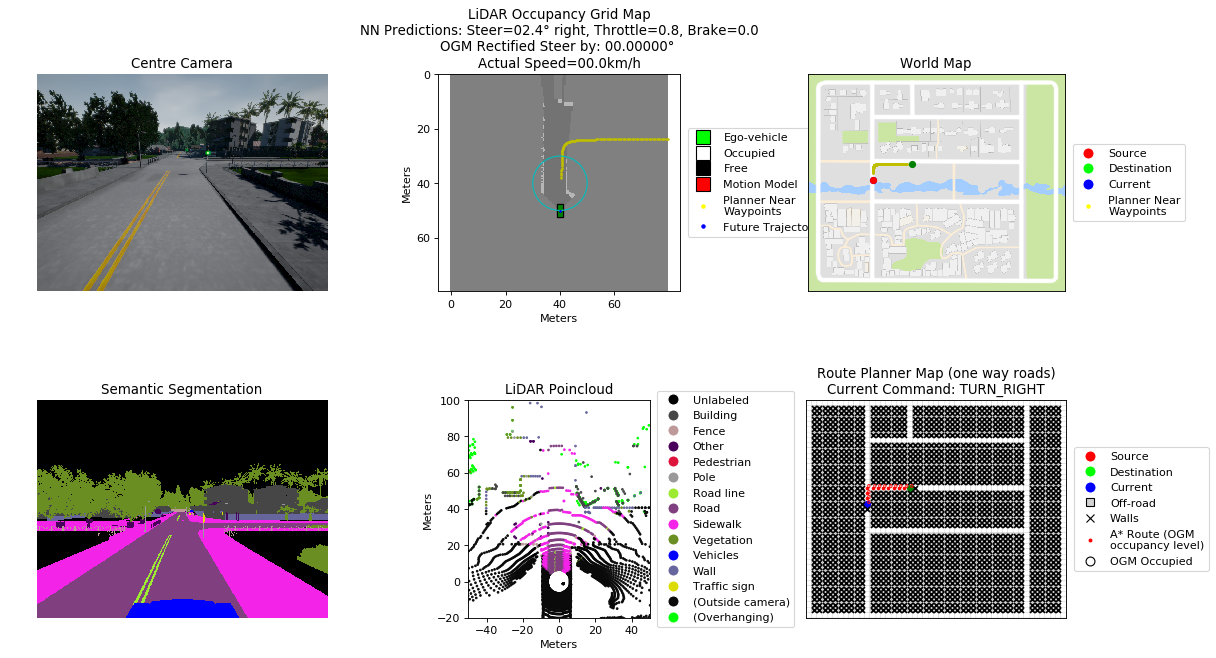 LiDAR Occupancy Grid Map
NN Predictions: Steer=02.4° right, Throttle=0.8, Brake=0.0
OGM Rectified Steer by: 00.00000°
Actual Speed=00.0km/h
Centre Camera
World Map
0
20
40
60
Meters
0
20
40
60
Meters
Ego-vehicle
Occupied
Free
Motion Model
Planner Near
Waypoints
Future Trajecto
Source
Destination
Current
Planner Near
Waypoints
Semantic Segmentation
LiDAR Poincloud
100
80
60
40
20
0
−20
Meters
−40
−20
0
20
40
Meters
Unlabeled
Building
Fence
Other
Pedestrian
Pole
Road line
Road
Sidewalk
Vegetation
Vehicles
Wall
Traffic sign
(Outside camera)
(Overhanging)
Route Planner Map (one way roads)
Current Command: TURN_RIGHT
Source
Destination
Current
Off-road
Walls
A* Route (OGM
occupancy level)
OGM Occupied